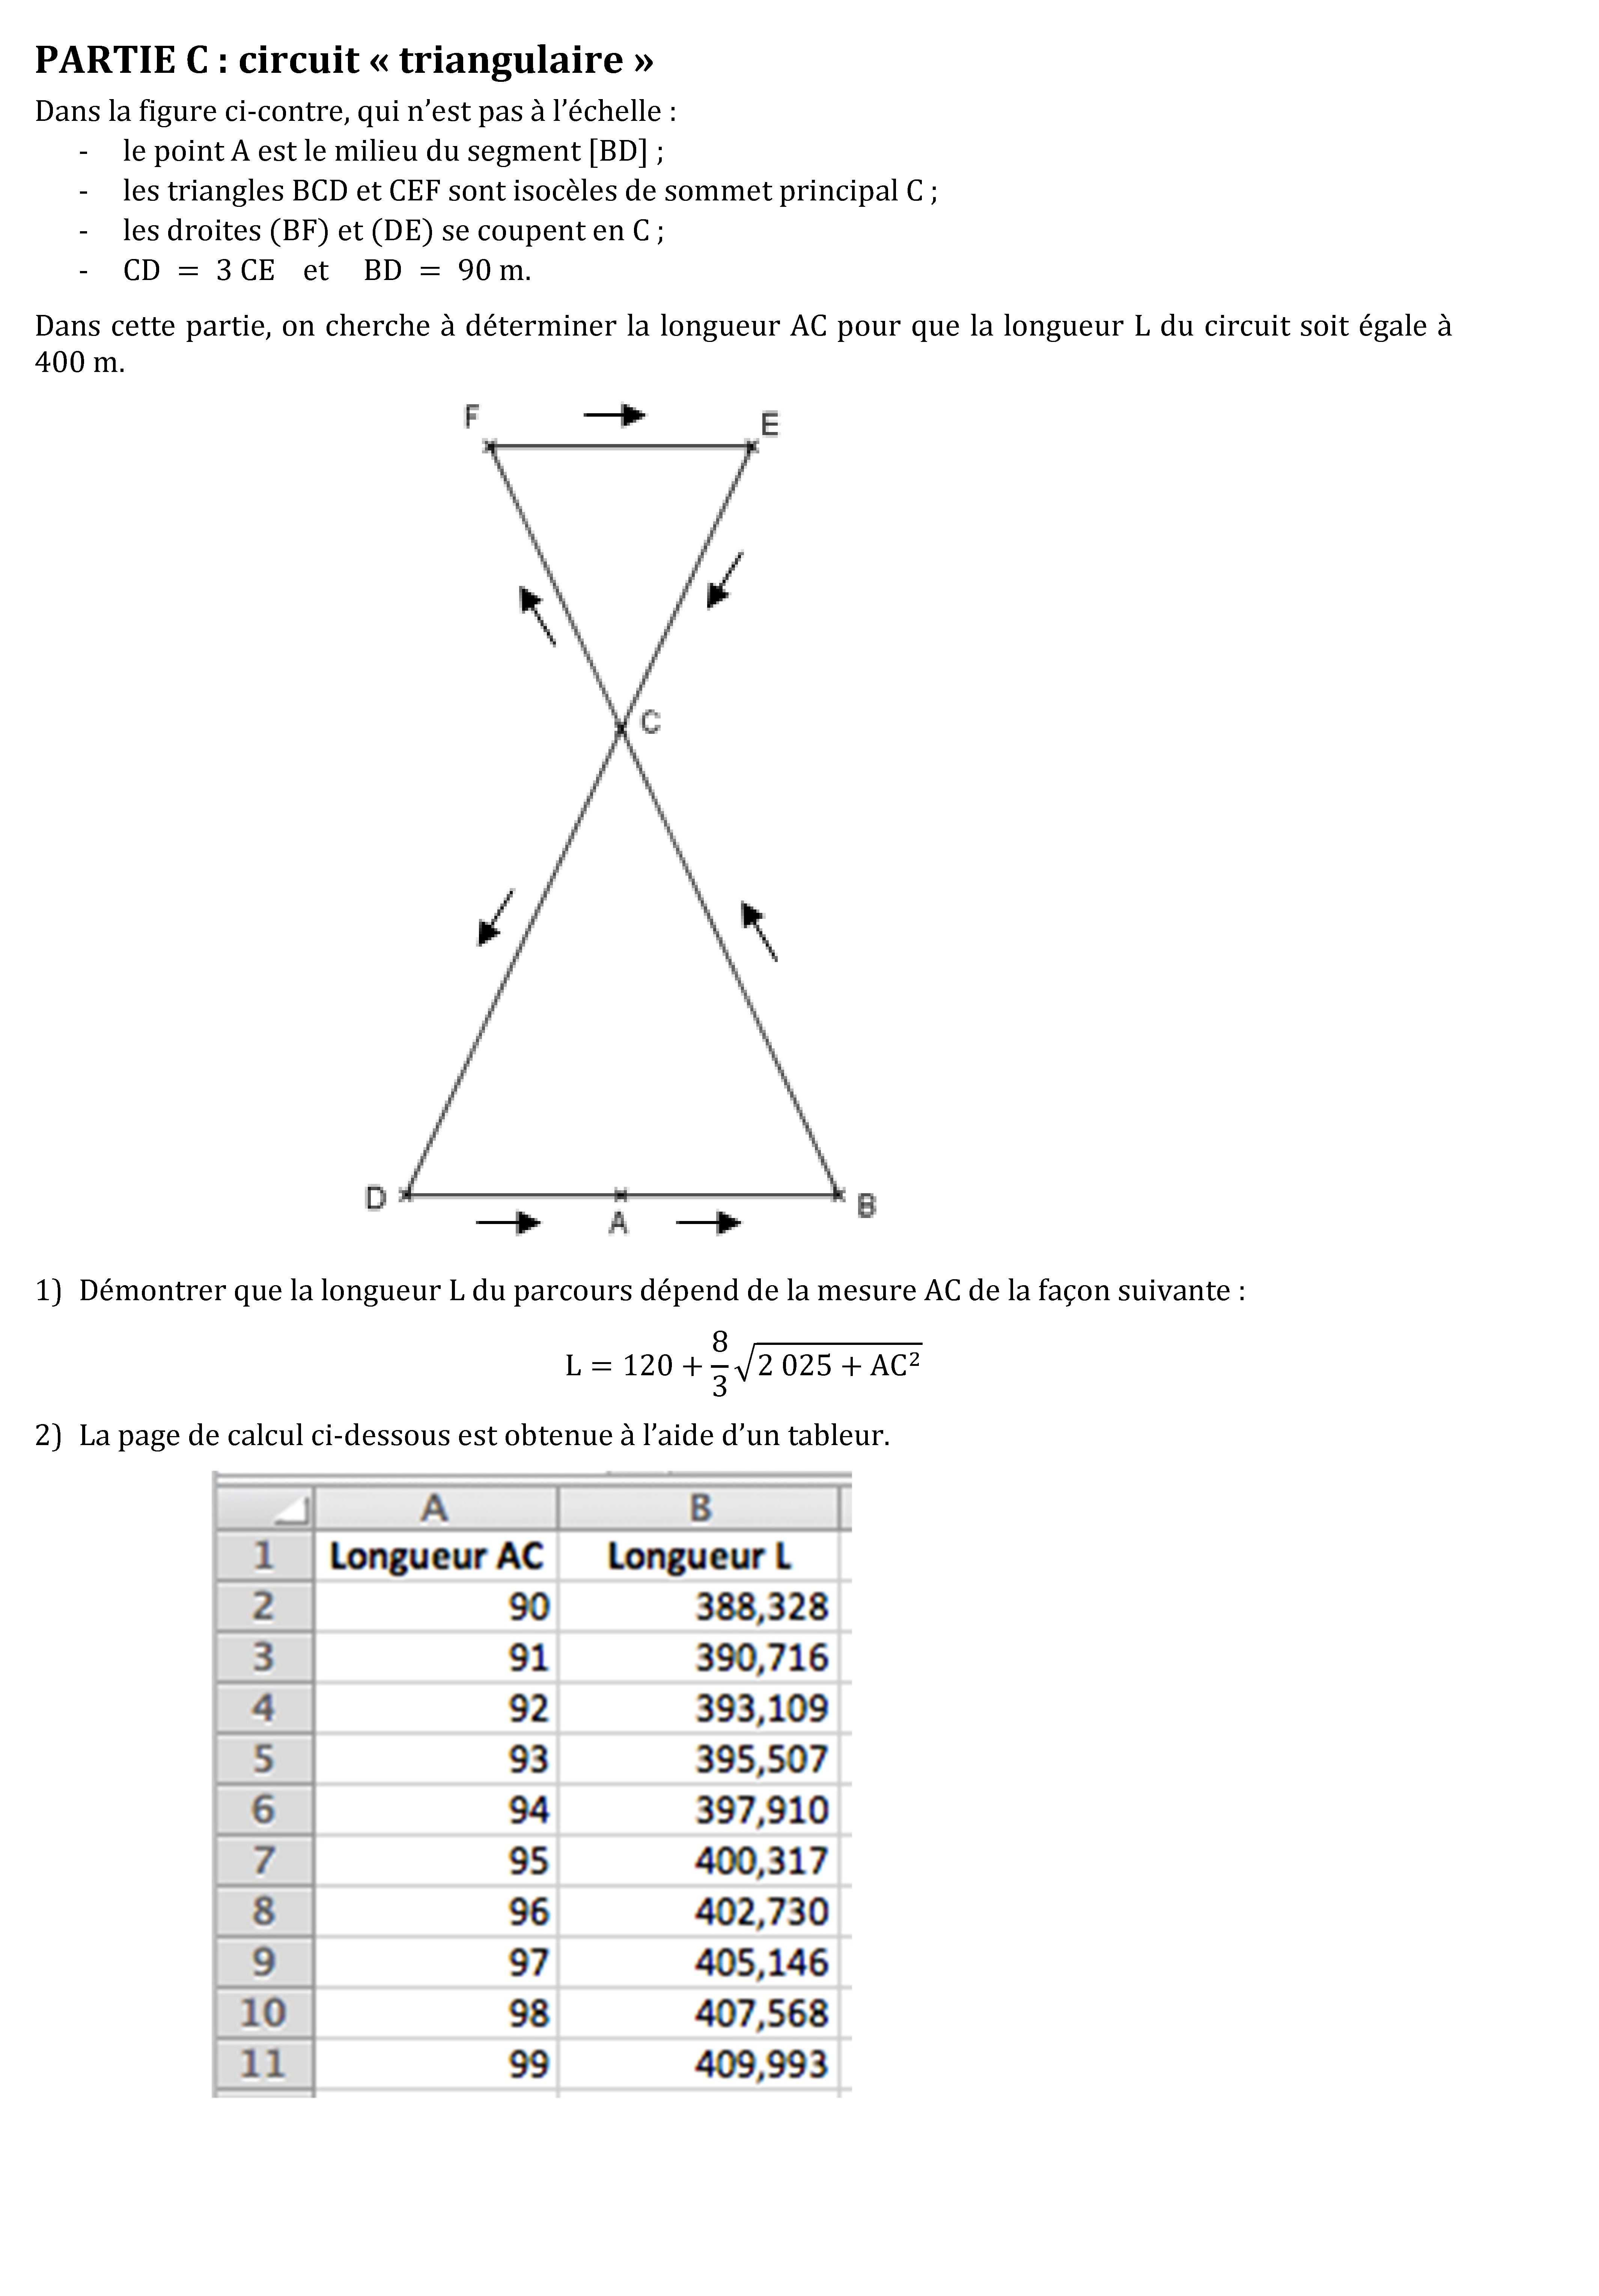 PARTIE C : circuit « triangulaire »
Dans la figure ci-contre, qui n’est pas à l’échelle :
- le point A est le milieu du segment [BD] ;
- les triangles BCD et CEF sont isocèles de sommet principal C ;
- les droites (BF) et (DE) se coupent en C ;
- CD = 3 CE et BD = 90 m.
Dans cette partie, on cherche à déterminer la longueur AC pour que la longueur L du circuit soit égale à
400 m.
F
E
C
D
A
B
1) Démontrer que la longueur L du parcours dépend de la mesure AC de la façon suivante :
L = 120 + 8/3 √(2 025 + AC²)
2) La page de calcul ci-dessous est obtenue à l’aide d’un tableur.
A B
1 Longueur AC Longueur L
2 90 388,328
3 91 390,716
4 92 393,109
5 93 395,507
6 94 397,910
7 95 400,317
8 96 402,730
9 97 405,146
10 98 407,568
11 99 409,993